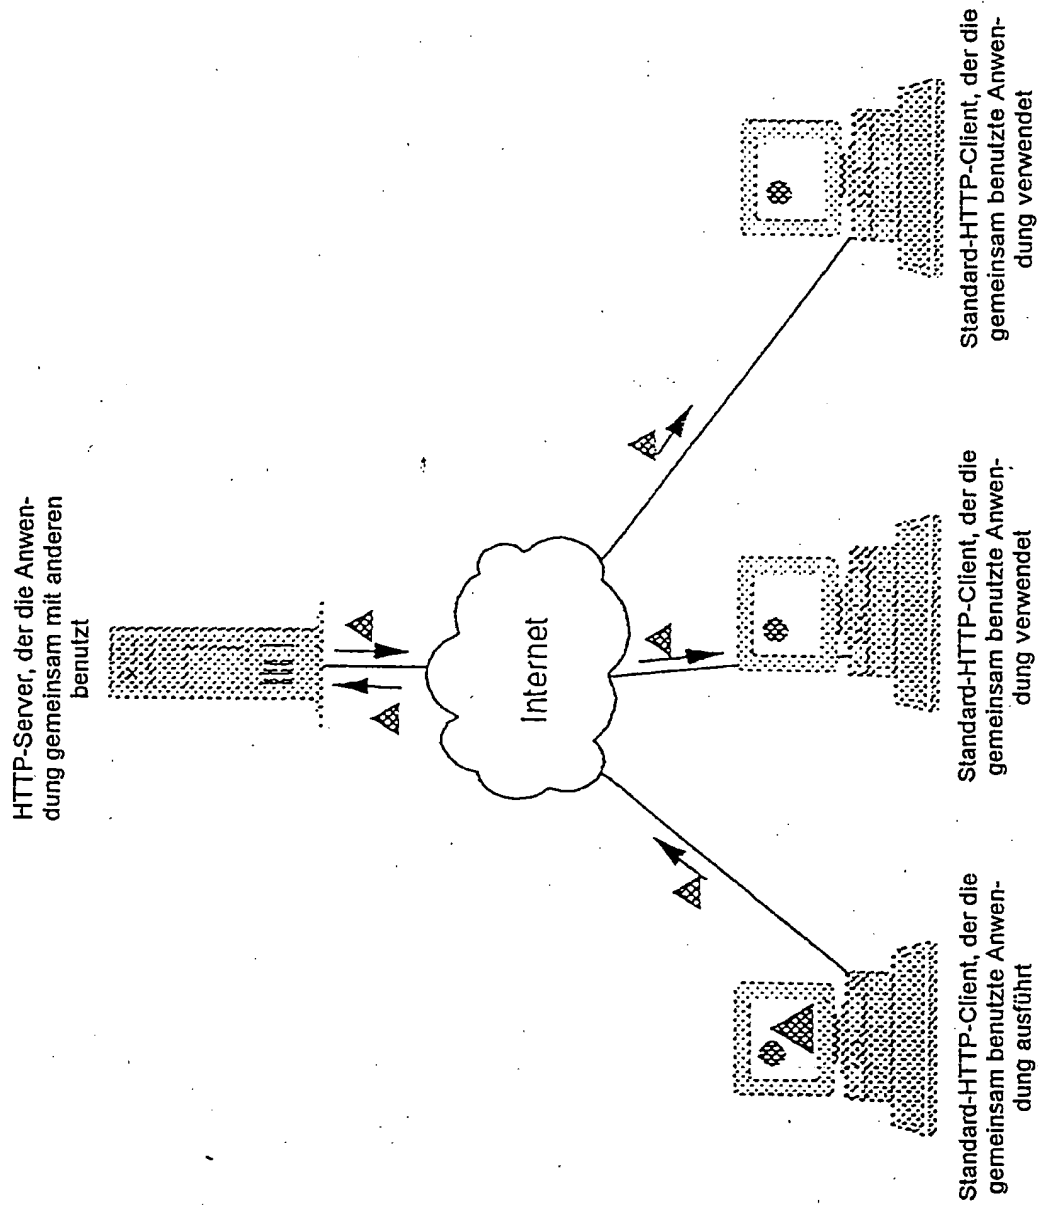 HTTP-Server, der die Anwen-
dung gemeinsam mit anderen
benutzt
Internet
Standard-HTTP-Client, der die
gemeinsam benutzte Anwen-
dung ausführt
Standard-HTTP-Client, der die
gemeinsam benutzte Anwen-
dung verwendet
Standard-HTTP-Client, der die
gemeinsam benutzte Anwen-
dung verwendet